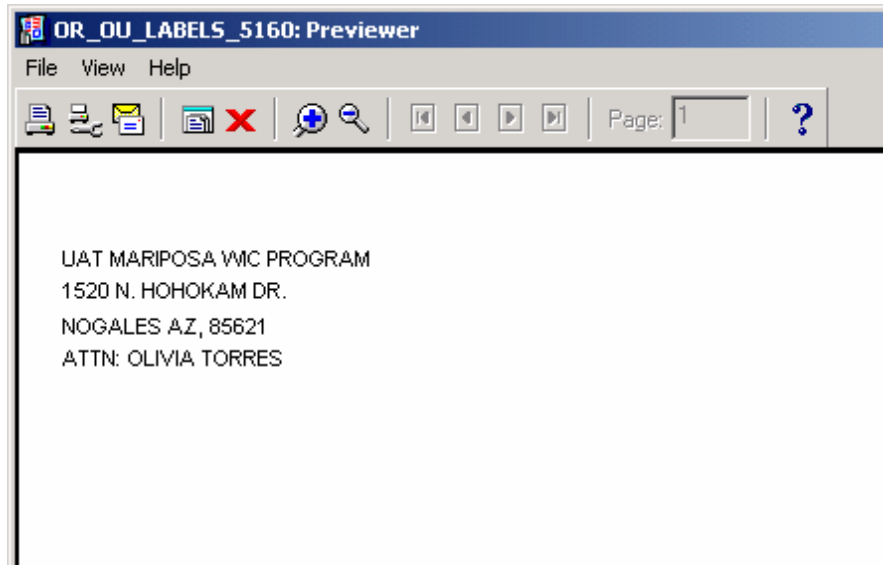 OR_OU_LABELS_5160: Previewer
File View Help
Page: 1
UAT MARIPOSA WIC PROGRAM
1520 N. HOHOKAM DR.
NOGALES AZ, 85621
ATTN: OLIVIA TORRES